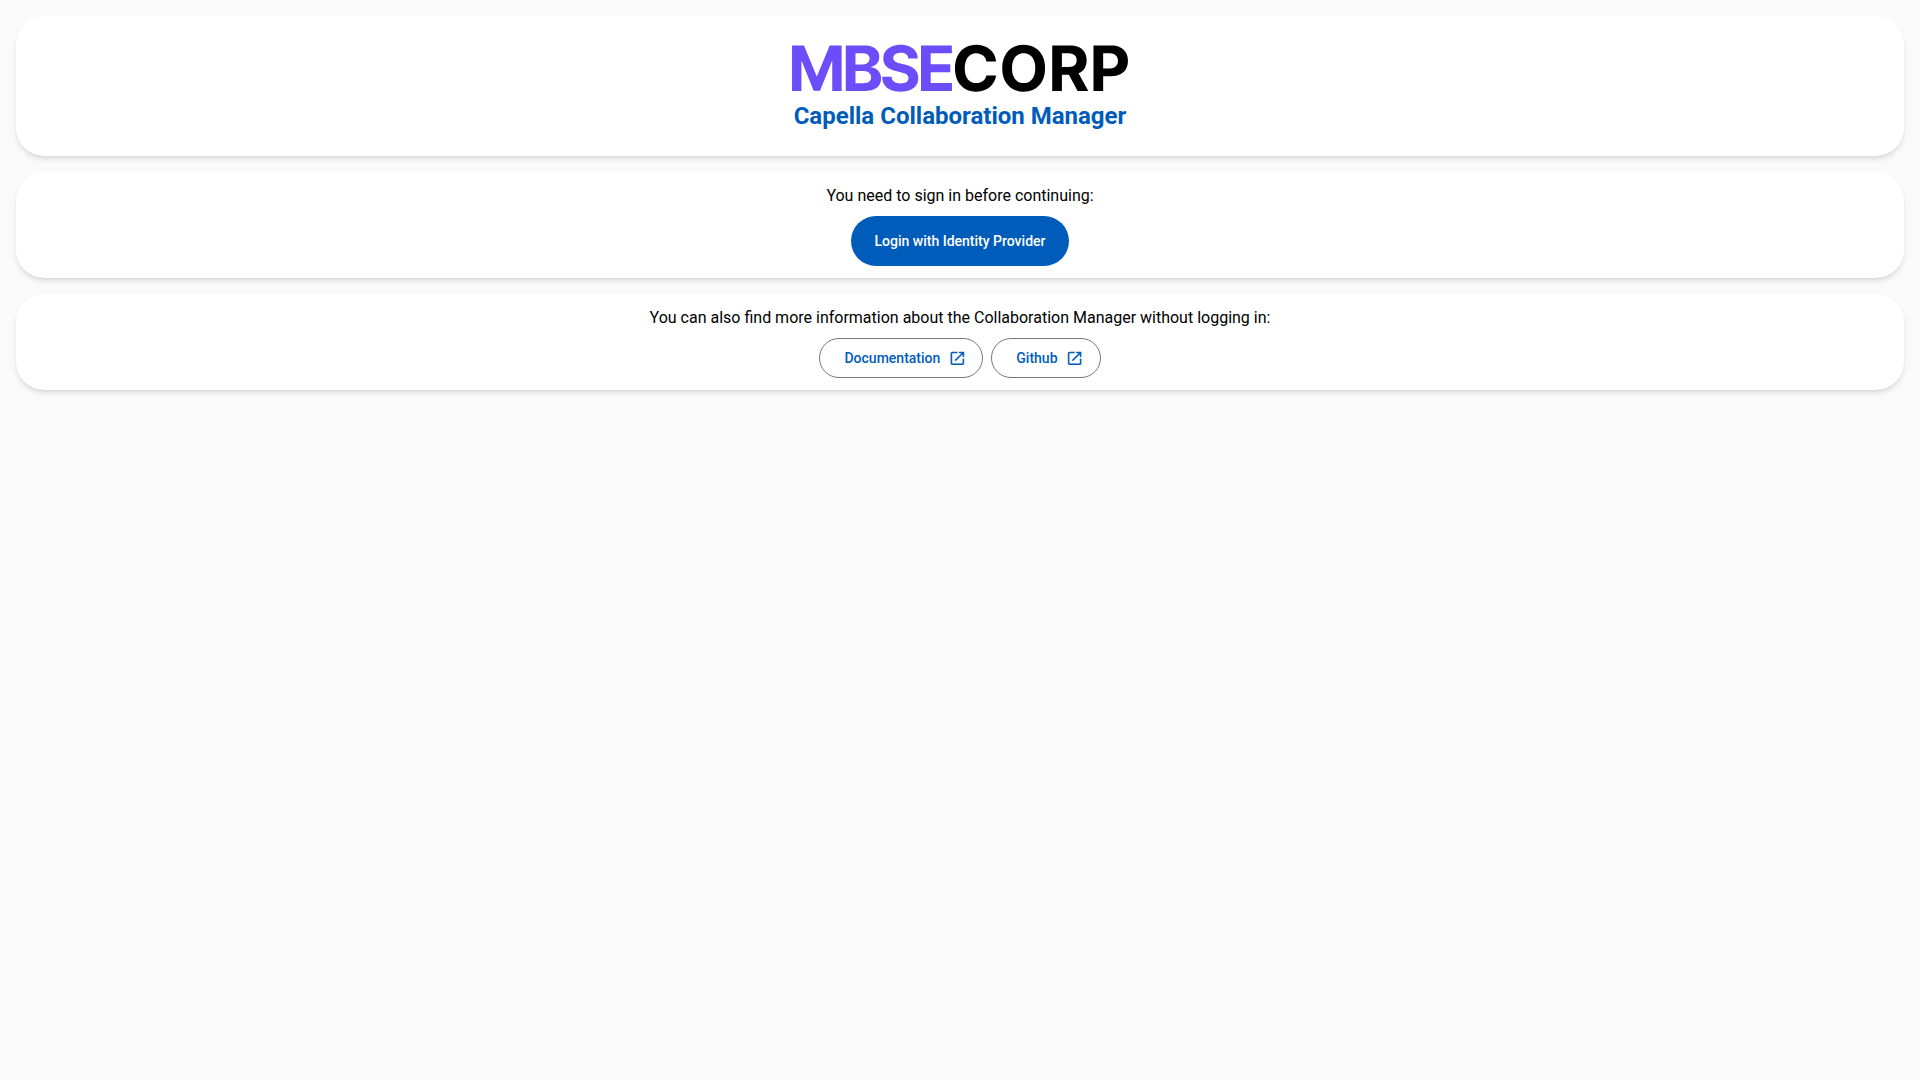 MBSECORP
Capella Collaboration Manager
You need to sign in before continuing:
Login with Identity Provider
You can also find more information about the Collaboration Manager without logging in:
Documentation
Github